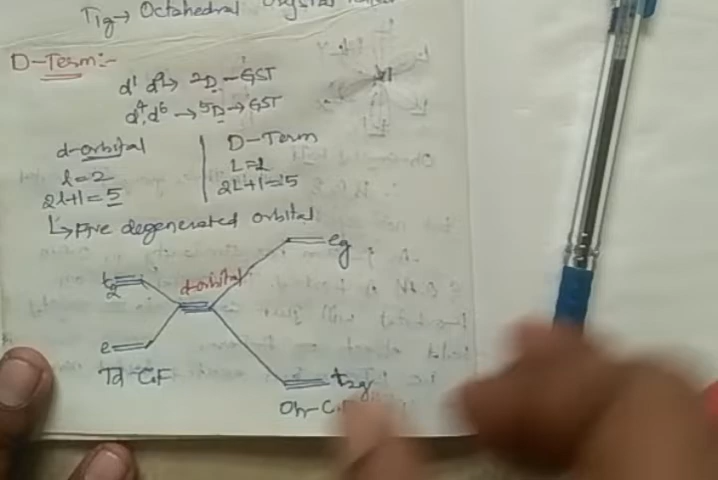 T1g → Octahedral Crystal
D-Term:-
d¹ d⁹ → ²D → GST
d⁴, d⁶ → ⁵D → GST
d-orbital
l = 2
2l+1 = 5
D-Term
L = 2
2L+1 = 5
↳ five degenerated orbital
eg
t2
d-orbital
e
t2g
Td C.F
Oh-C.F